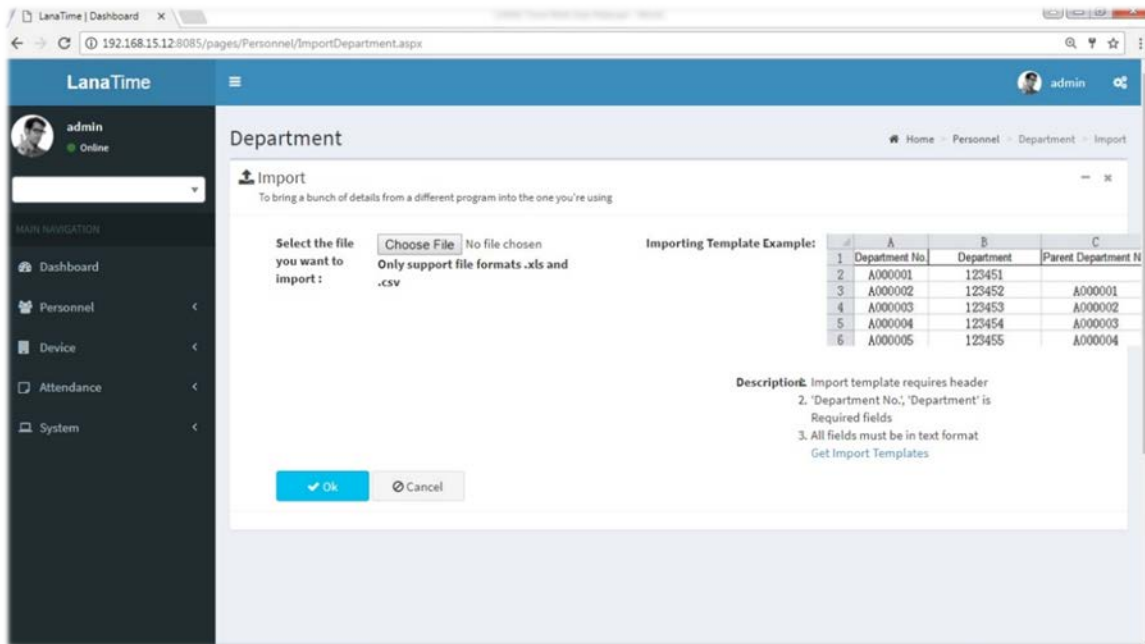 LanaTime | Dashboard
192.168.15.12:8085/pages/Personnel/ImportDepartment.aspx
LanaTime
admin
admin
Online
Department
Home > Personnel > Department > Import
Import
To bring a bunch of details from a different program into the one you're using
MAIN NAVIGATION
Dashboard
Personnel
Device
Attendance
System
Select the file
you want to
import :
Choose File No file chosen
Only support file formats .xls and
.csv
Importing Template Example:
A B C
1 Department No. Department Parent Department N
2 A000001 123451
3 A000002 123452 A000001
4 A000003 123453 A000002
5 A000004 123454 A000003
6 A000005 123455 A000004
Description: Import template requires header
2. 'Department No.', 'Department' is
Required fields
3. All fields must be in text format
Get Import Templates
Ok Cancel